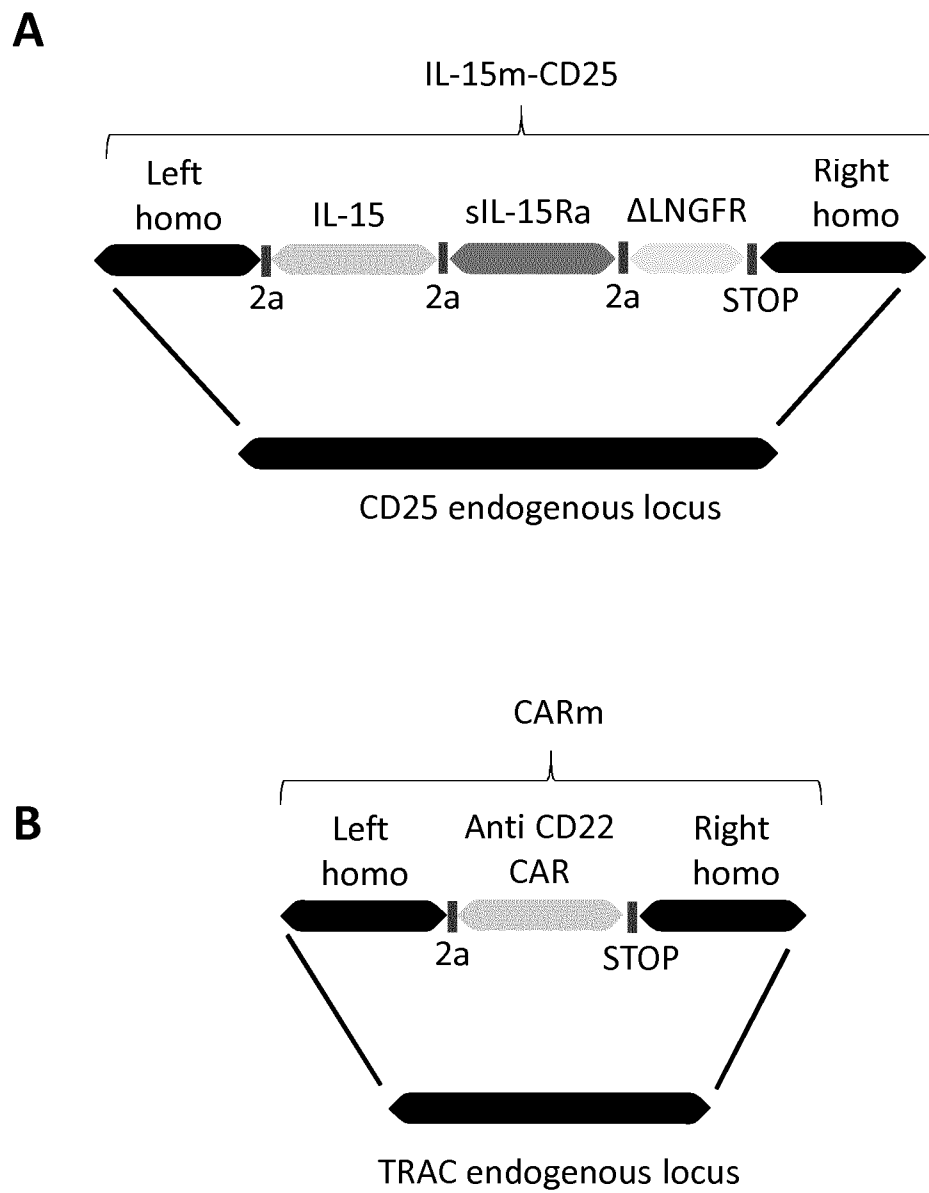 A
IL-15m-CD25
Left
homo
IL-15
sIL-15Ra
ΔLNGFR
Right
homo
2a
2a
2a
STOP
CD25 endogenous locus
B
CARm
Left
homo
Anti CD22
CAR
Right
homo
2a
STOP
TRAC endogenous locus